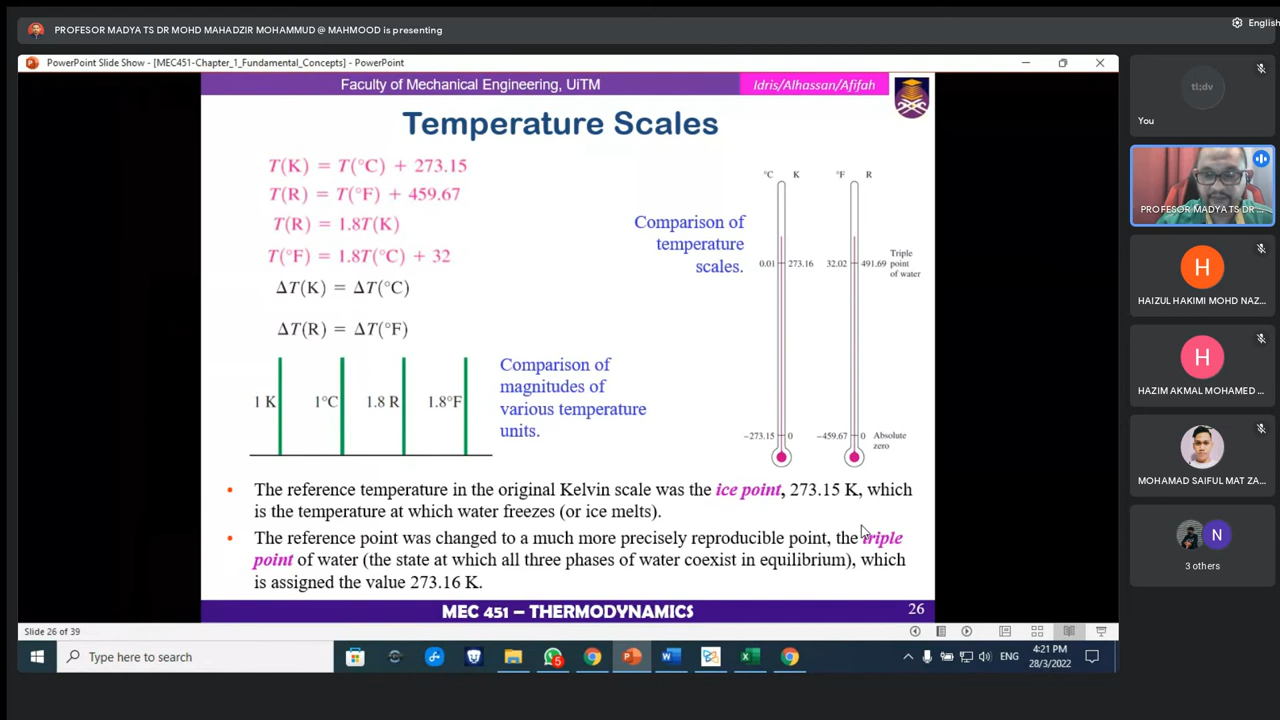 PROFESOR MADYA TS DR MOHD MAHADZIR MOHAMMUD @ MAHMOOD is presenting
English
PowerPoint Slide Show - [MEC451-Chapter_1_Fundamental_Concepts] - PowerPoint
Faculty of Mechanical Engineering, UiTM
Idris/Alhassan/Afifah
Temperature Scales
T(K) = T(°C) + 273.15
T(R) = T(°F) + 459.67
T(R) = 1.8T(K)
T(°F) = 1.8T(°C) + 32
ΔT(K) = ΔT(°C)
ΔT(R) = ΔT(°F)
1 K 1°C 1.8 R 1.8°F
Comparison of
magnitudes of
various temperature
units.
Comparison of
temperature
scales.
°C K °F R
0.01 273.16 32.02 491.69
Triple
point
of water
−273.15 0 −459.67 0
Absolute
zero
• The reference temperature in the original Kelvin scale was the ice point, 273.15 K, which
is the temperature at which water freezes (or ice melts).
• The reference point was changed to a much more precisely reproducible point, the triple
point of water (the state at which all three phases of water coexist in equilibrium), which
is assigned the value 273.16 K.
MEC 451 – THERMODYNAMICS
26
Slide 26 of 39
Type here to search
5
ENG
4:21 PM
28/3/2022
tl;dv
You
PROFESOR MADYA TS DR ...
H
HAIZUL HAKIMI MOHD NAZ...
H
HAZIM AKMAL MOHAMED ...
MOHAMAD SAIFUL MAT ZA...
N
3 others